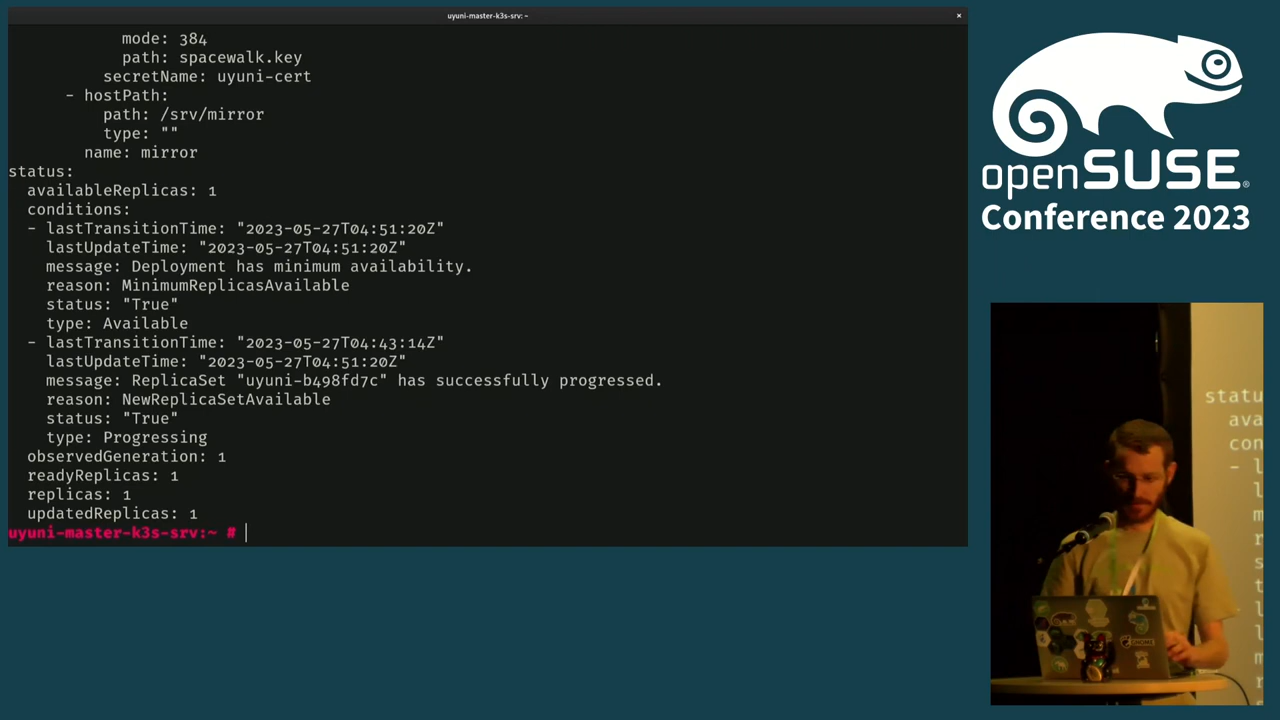 uyuni-master-k3s-srv: ~
mode: 384
path: spacewalk.key
secretName: uyuni-cert
- hostPath:
path: /srv/mirror
type: ""
name: mirror
status:
availableReplicas: 1
conditions:
- lastTransitionTime: "2023-05-27T04:51:20Z"
lastUpdateTime: "2023-05-27T04:51:20Z"
message: Deployment has minimum availability.
reason: MinimumReplicasAvailable
status: "True"
type: Available
- lastTransitionTime: "2023-05-27T04:43:14Z"
lastUpdateTime: "2023-05-27T04:51:20Z"
message: ReplicaSet "uyuni-b498fd7c" has successfully progressed.
reason: NewReplicaSetAvailable
status: "True"
type: Progressing
observedGeneration: 1
readyReplicas: 1
replicas: 1
updatedReplicas: 1
uyuni-master-k3s-srv:~ #
openSUSE®
Conference 2023
statu
ava
con
- l
l
m
r
s
t
l
l
m
r
GNOME